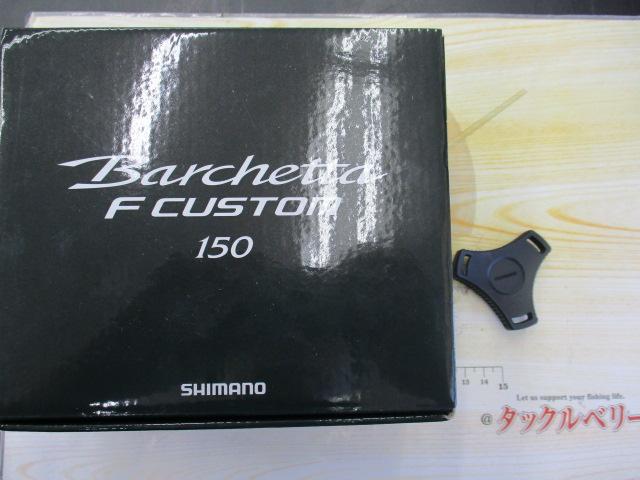 Barchetta
F CUSTOM
150
SHIMANO
13 14 15
Let us support your fishing life.
@タックルベリー